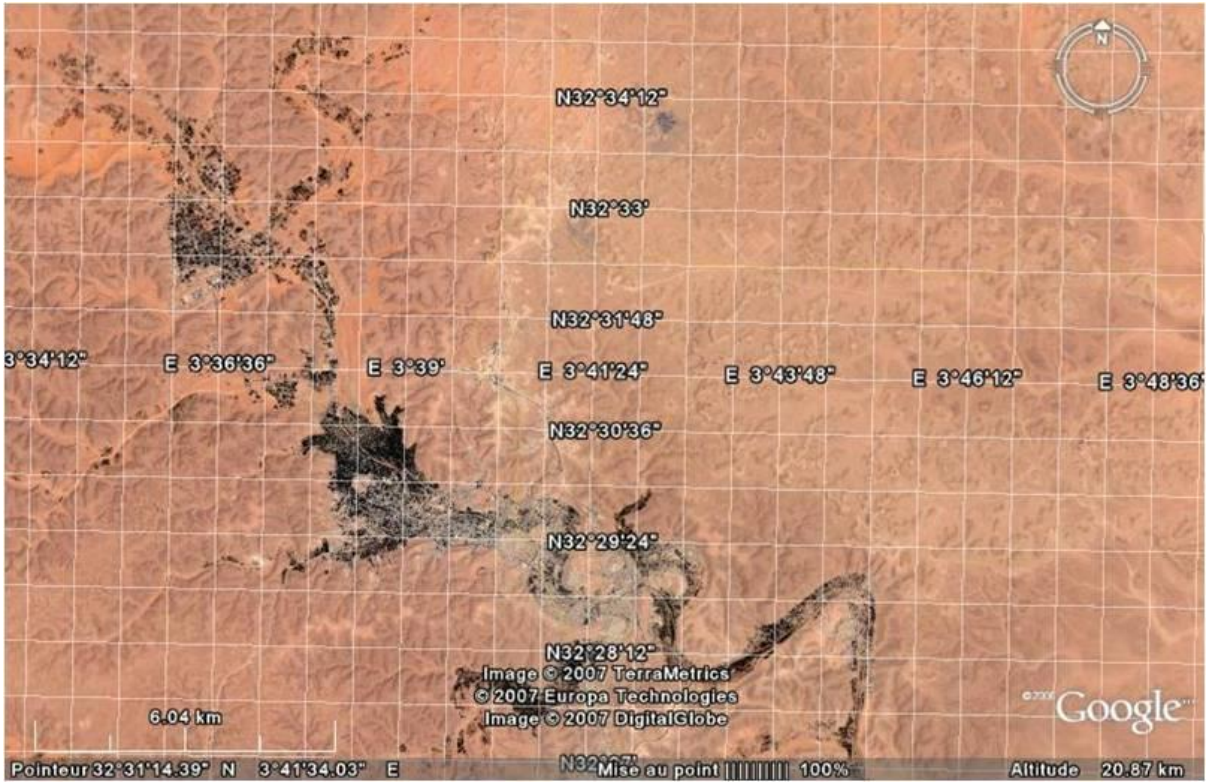 N
N32°34'12"
N32°33'
N32°31'48"
3°34'12" E 3°36'36" E 3°39' E 3°41'24" E 3°43'48" E 3°46'12" E 3°48'36"
N32°30'36"
N32°29'24"
N32°28'12"
Image © 2007 TerraMetrics
© 2007 Europa Technologies
Image © 2007 DigitalGlobe
Google
6.04 km
Pointeur 32°31'14.39" N 3°41'34.03" E Mise au point 100% Altitude 20.87 km